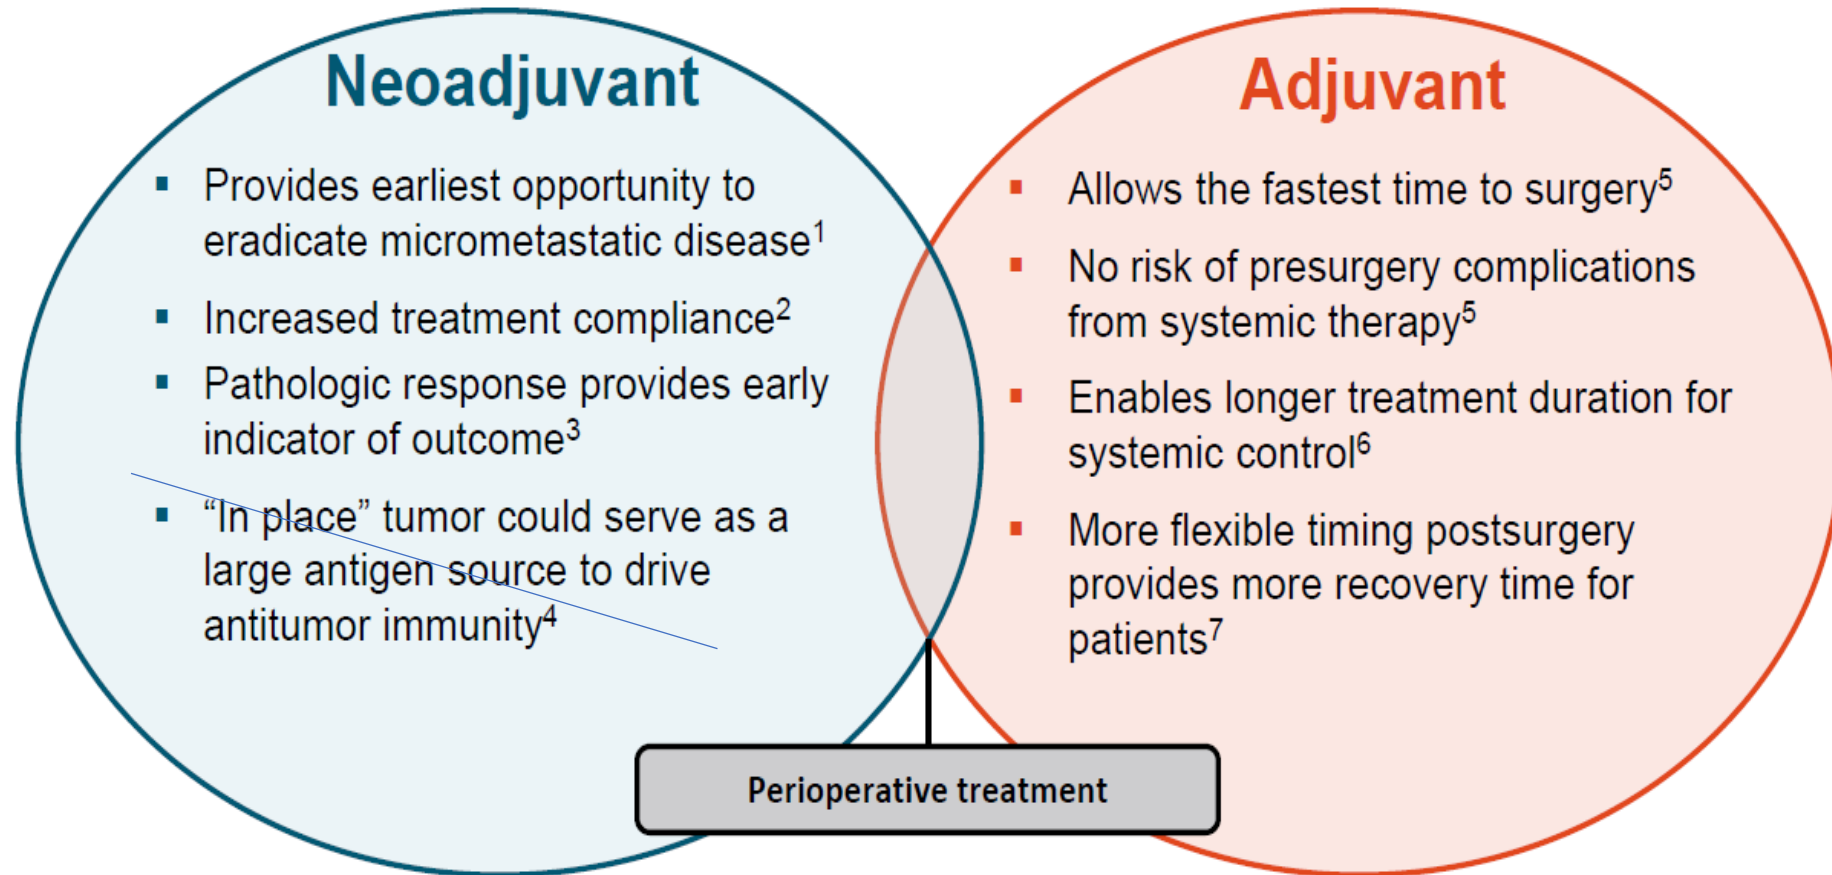 Neoadjuvant
▪ Provides earliest opportunity to
eradicate micrometastatic disease¹
▪ Increased treatment compliance²
▪ Pathologic response provides early
indicator of outcome³
▪ “In place” tumor could serve as a
large antigen source to drive
antitumor immunity⁴
Adjuvant
▪ Allows the fastest time to surgery⁵
▪ No risk of presurgery complications
from systemic therapy⁵
▪ Enables longer treatment duration for
systemic control⁶
▪ More flexible timing postsurgery
provides more recovery time for
patients⁷
Perioperative treatment